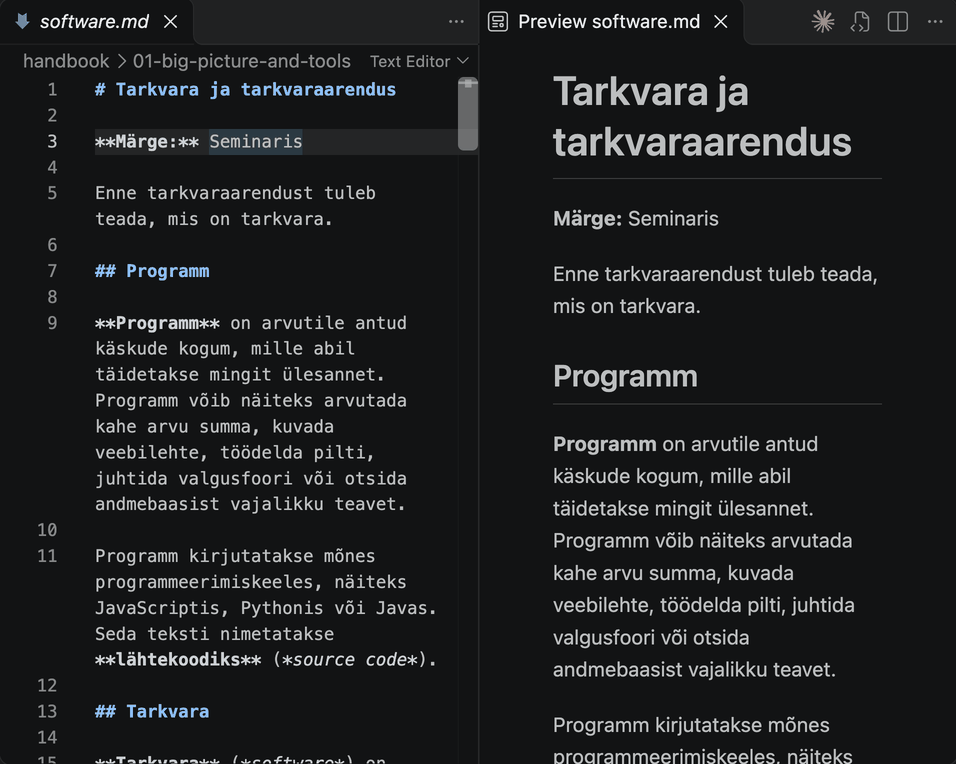 software.md
Preview software.md
handbook > 01-big-picture-and-tools
Text Editor
1 # Tarkvara ja tarkvaraarendus
2
3 **Märge:** Seminaris
4
5 Enne tarkvaraarendust tuleb
teada, mis on tarkvara.
6
7 ## Programm
8
9 **Programm** on arvutile antud
käskude kogum, mille abil
täidetakse mingit ülesannet.
Programm võib näiteks arvutada
kahe arvu summa, kuvada
veebilehte, töödelda pilti,
juhtida valgusfoori või otsida
andmebaasist vajalikku teavet.
10
11 Programm kirjutatakse mõnes
programmeerimiskeeles, näiteks
JavaScriptis, Pythonis või Javas.
Seda teksti nimetatakse
**lähtekoodiks** (*source code*).
12
13 ## Tarkvara
14
15 **Tarkvara** (*software*) on
Tarkvara ja
tarkvaraarendus
Märge: Seminaris
Enne tarkvaraarendust tuleb teada,
mis on tarkvara.
Programm
Programm on arvutile antud
käskude kogum, mille abil
täidetakse mingit ülesannet.
Programm võib näiteks arvutada
kahe arvu summa, kuvada
veebilehte, töödelda pilti, juhtida
valgusfoori või otsida
andmebaasist vajalikku teavet.
Programm kirjutatakse mõnes
programmeerimiskeeles, näiteks